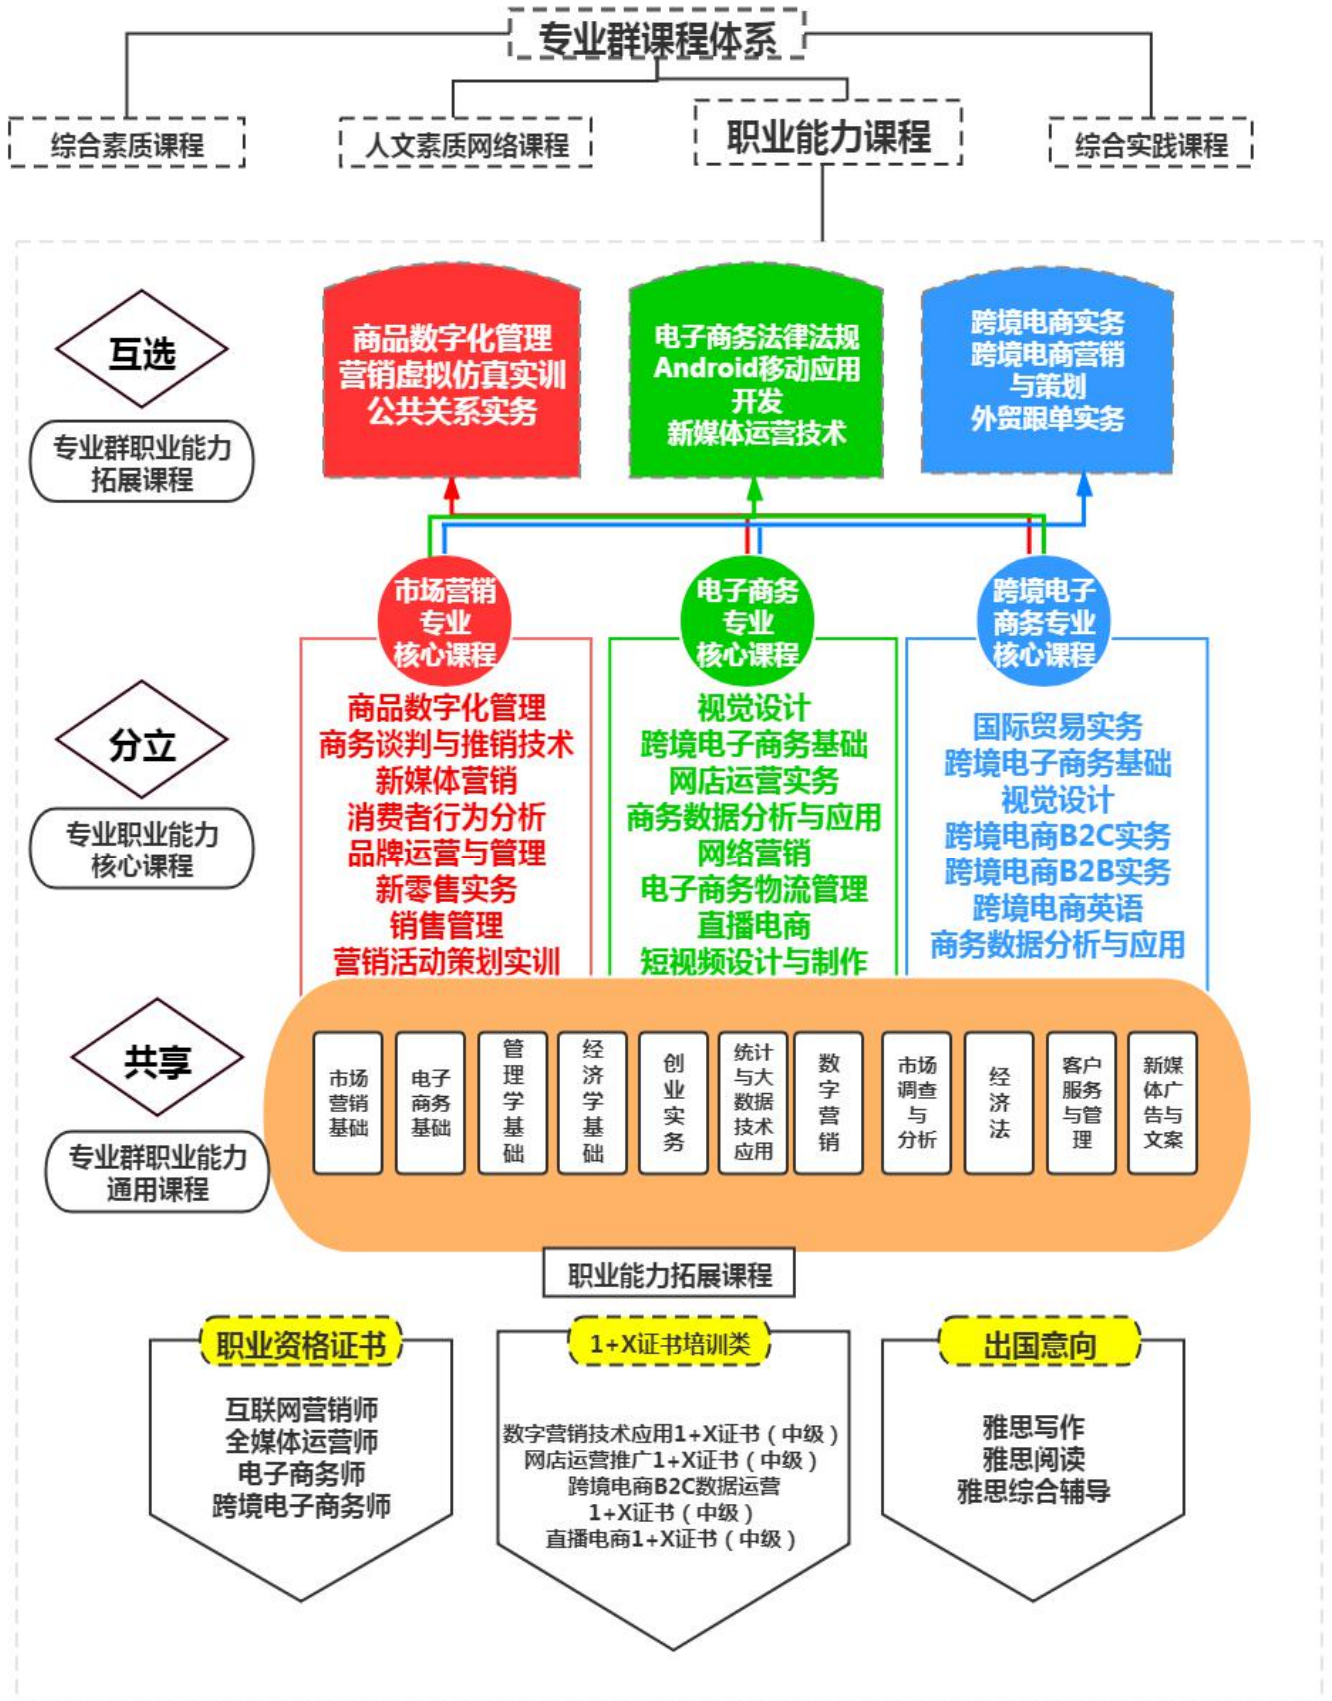 专业群课程体系
综合素质课程
人文素质网络课程
职业能力课程
综合实践课程
互选
专业群职业能力
拓展课程
商品数字化管理
营销虚拟仿真实训
公共关系实务
电子商务法律法规
Android移动应用
开发
新媒体运营技术
跨境电商实务
跨境电商营销
与策划
外贸跟单实务
分立
专业职业能力
核心课程
市场营销
专业
核心课程
商品数字化管理
商务谈判与推销技术
新媒体营销
消费者行为分析
品牌运营与管理
新零售实务
销售管理
营销活动策划实训
电子商务
专业
核心课程
视觉设计
跨境电子商务基础
网店运营实务
商务数据分析与应用
网络营销
电子商务物流管理
直播电商
短视频设计与制作
跨境电子
商务专业
核心课程
国际贸易实务
跨境电子商务基础
视觉设计
跨境电商B2C实务
跨境电商B2B实务
跨境电商英语
商务数据分析与应用
共享
专业群职业能力
通用课程
市场
营销
基础
电子
商务
基础
管
理
学
基
础
经
济
学
基
础
创
业
实
务
统计
与大
数据
技术
应用
数
字
营
销
市场
调查
与
分析
经
济
法
客户
服务
与管
理
新媒
体广
告与
文案
职业能力拓展课程
职业资格证书
互联网营销师
全媒体运营师
电子商务师
跨境电子商务师
1+X证书培训类
数字营销技术应用1+X证书（中级）
网店运营推广1+X证书（中级）
跨境电商B2C数据运营
1+X证书（中级）
直播电商1+X证书（中级）
出国意向
雅思写作
雅思阅读
雅思综合辅导